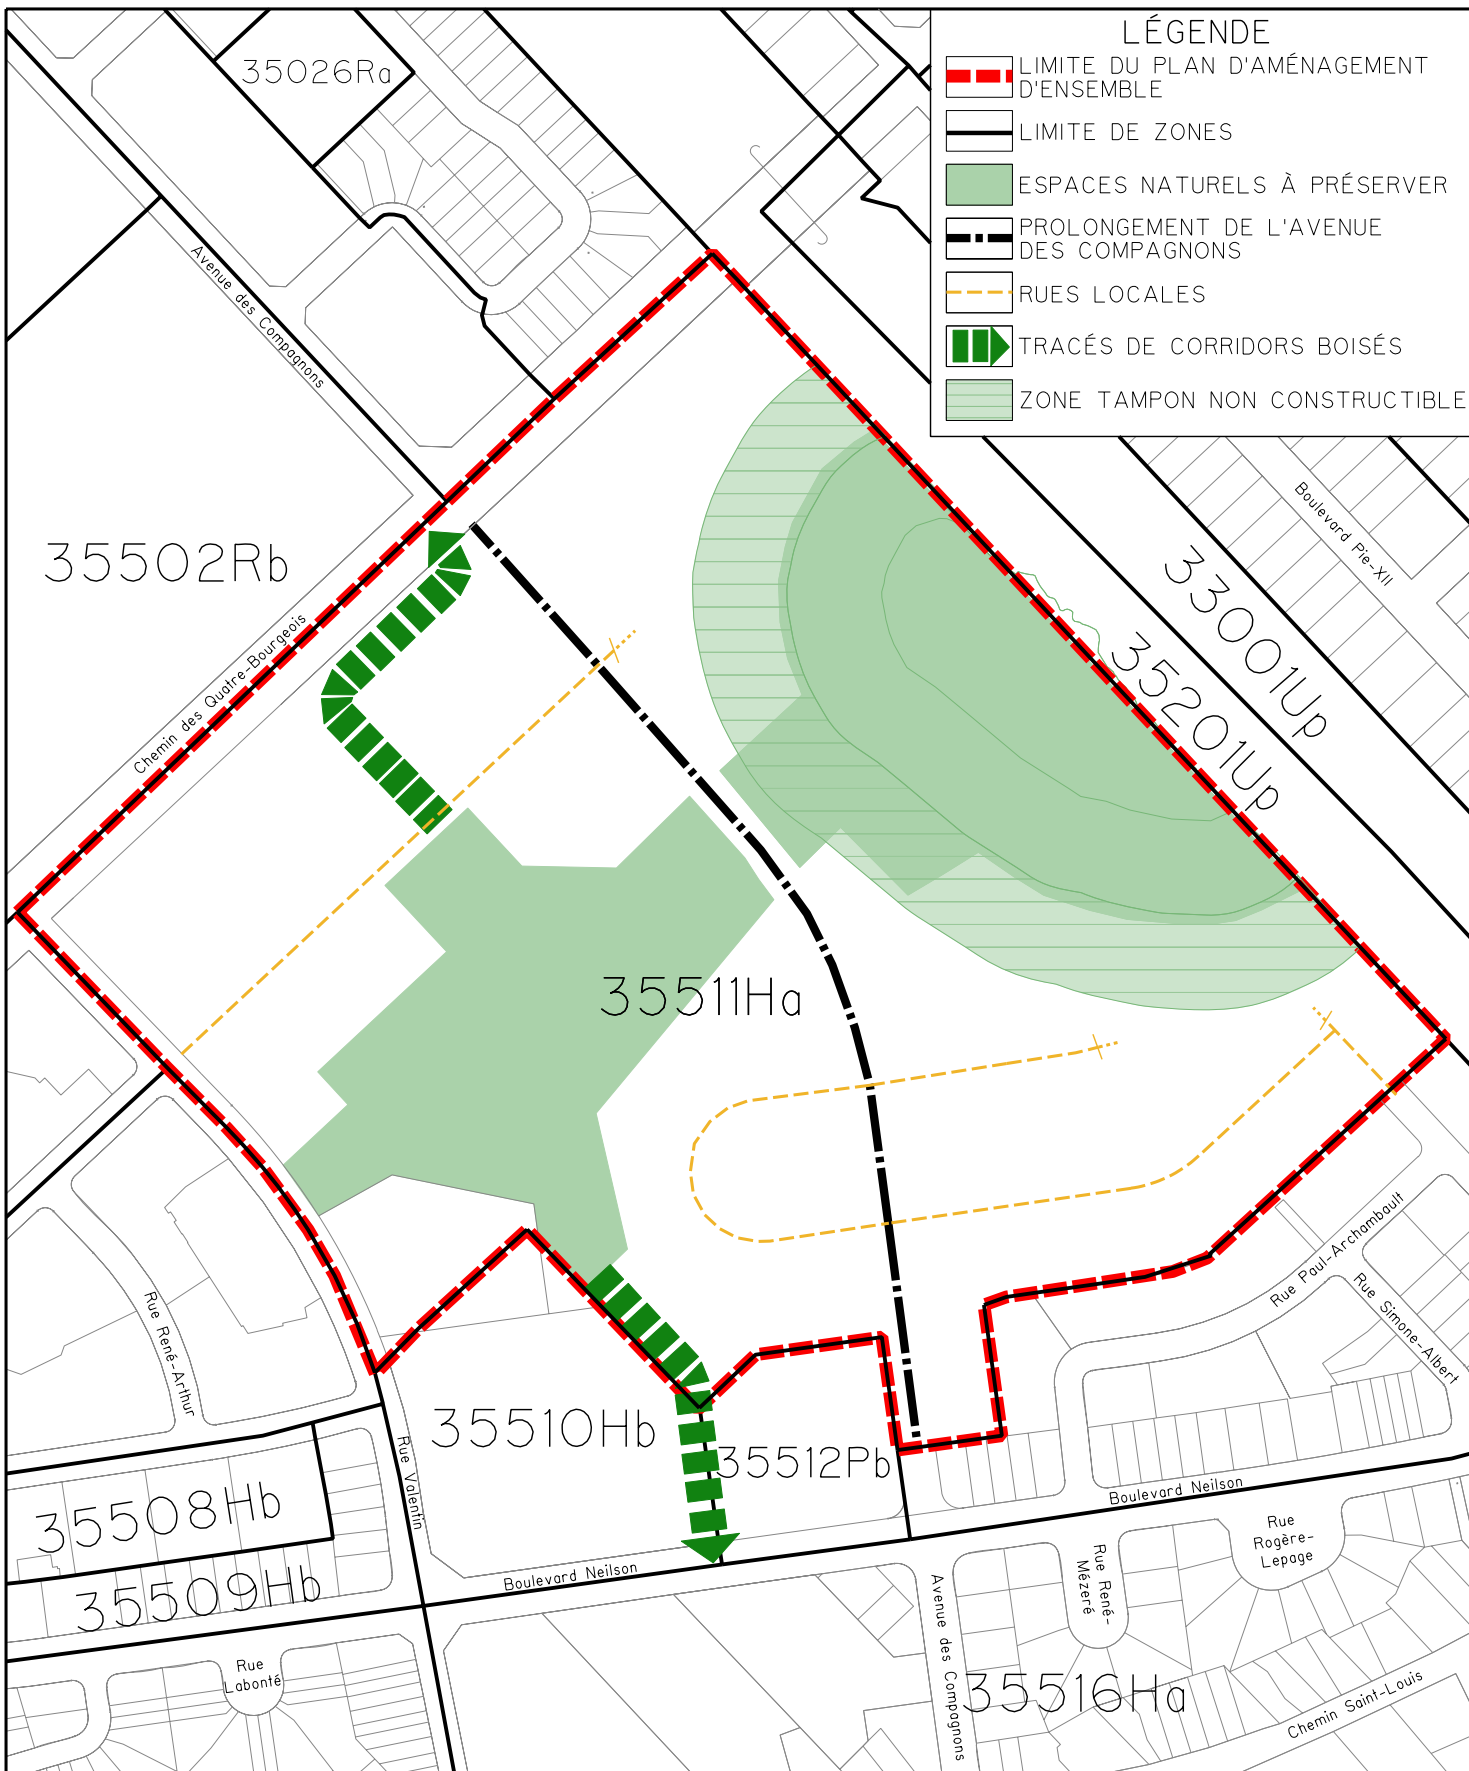 LÉGENDE
LIMITE DU PLAN D'AMÉNAGEMENT
D'ENSEMBLE
LIMITE DE ZONES
ESPACES NATURELS À PRÉSERVER
PROLONGEMENT DE L'AVENUE
DES COMPAGNONS
RUES LOCALES
TRACÉS DE CORRIDORS BOISÉS
ZONE TAMPON NON CONSTRUCTIBLE
35026Ra
Avenue des Compagnons
35502Rb
Chemin des Quatre-Bourgeois
Boulevard Pie-XII
33001Up
35201Up
35511Ha
Rue Paul-Archambault
Rue Simone-Albert
Rue René-Arthur
Rue Valentin
35510Hb
35512Pb
Boulevard Neilson
35508Hb
35509Hb
Boulevard Neilson
Rue
Labonté
Avenue des Compagnons
Rue René-
Mézeré
Rue
Rogère-
Lepage
35516Ha
Chemin Saint-Louis